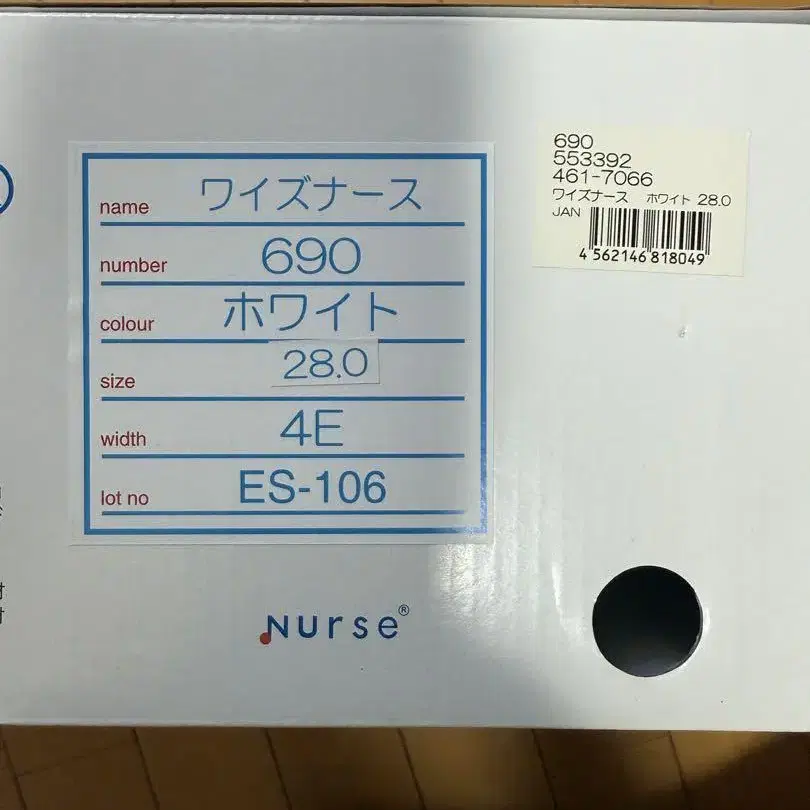 name ワイズナース
number 690
colour ホワイト
size 28.0
width 4E
lot no ES-106
Nurse®
690
553392
461-7066
ワイズナース ホワイト 28.0
JAN
4 562146 818049